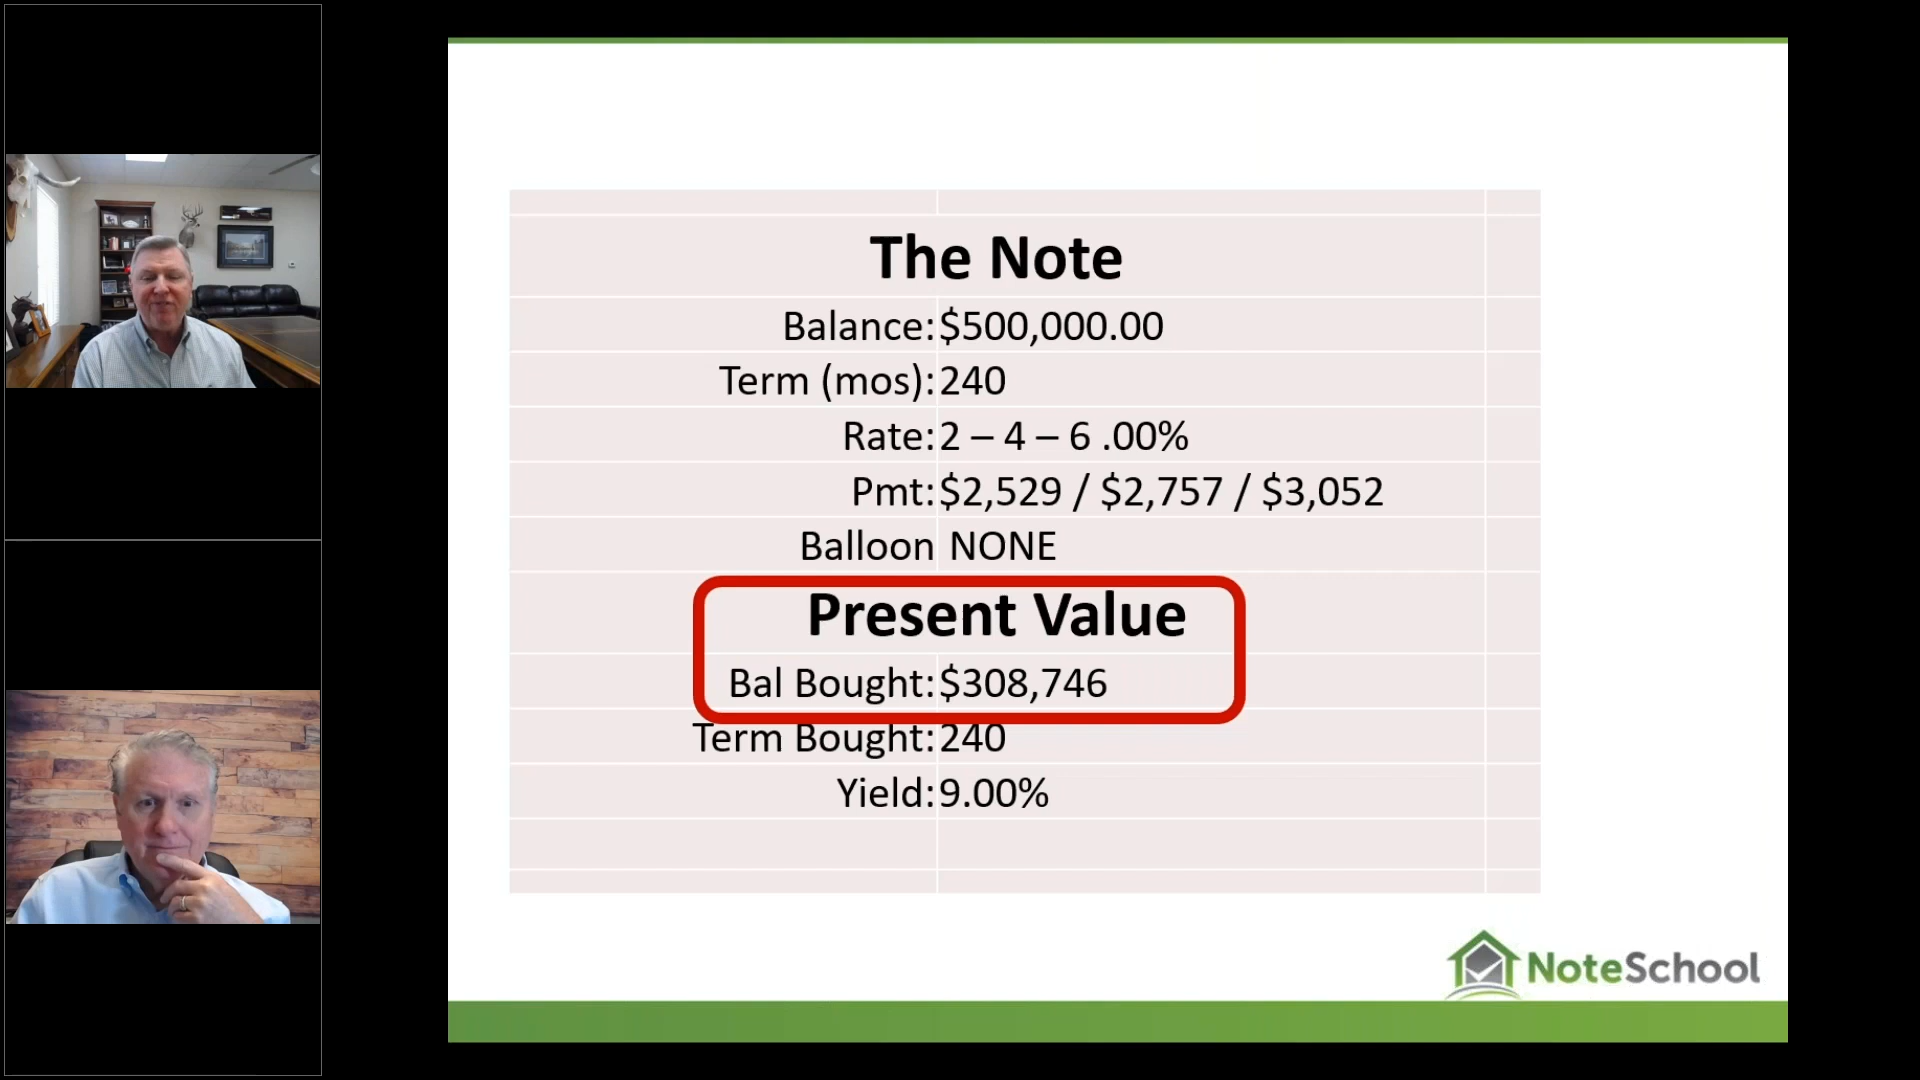 The Note
Balance: $500,000.00
Term (mos): 240
Rate: 2 – 4 – 6 .00%
Pmt: $2,529 / $2,757 / $3,052
Balloon NONE
Present Value
Bal Bought: $308,746
Term Bought: 240
Yield: 9.00%
NoteSchool